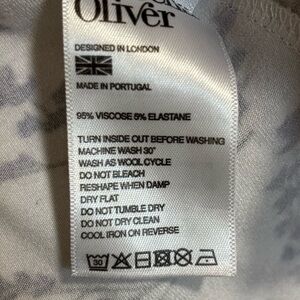 Oliver
DESIGNED IN LONDON
MADE IN PORTUGAL
95% VISCOSE 5% ELASTANE
TURN INSIDE OUT BEFORE WASHING
MACHINE WASH 30°
WASH AS WOOL CYCLE
DO NOT BLEACH
RESHAPE WHEN DAMP
DRY FLAT
DO NOT TUMBLE DRY
DO NOT DRY CLEAN
COOL IRON ON REVERSE
30